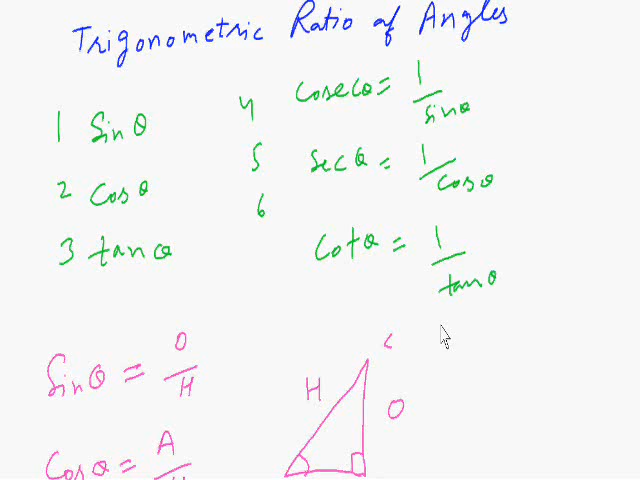 Trigonometric Ratio of Angles
1 Sinθ
2 Cosθ
3 tanθ
4 Cosecθ = 1/sinθ
5 Secθ = 1/Cosθ
6 Cotθ = 1/tanθ
Sinθ = O/H
Cosθ = A/
C
H
O